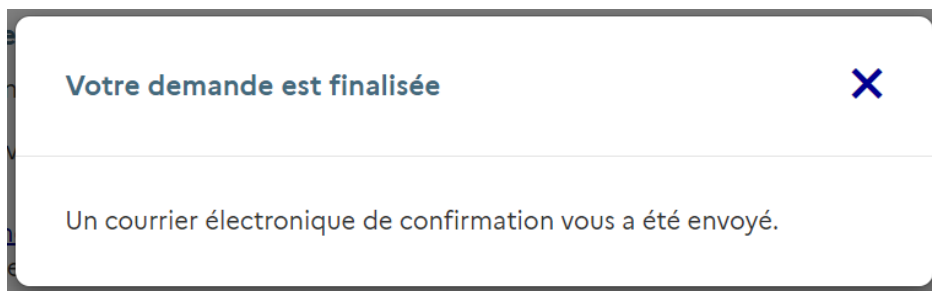 Votre demande est finalisée
Un courrier électronique de confirmation vous a été envoyé.